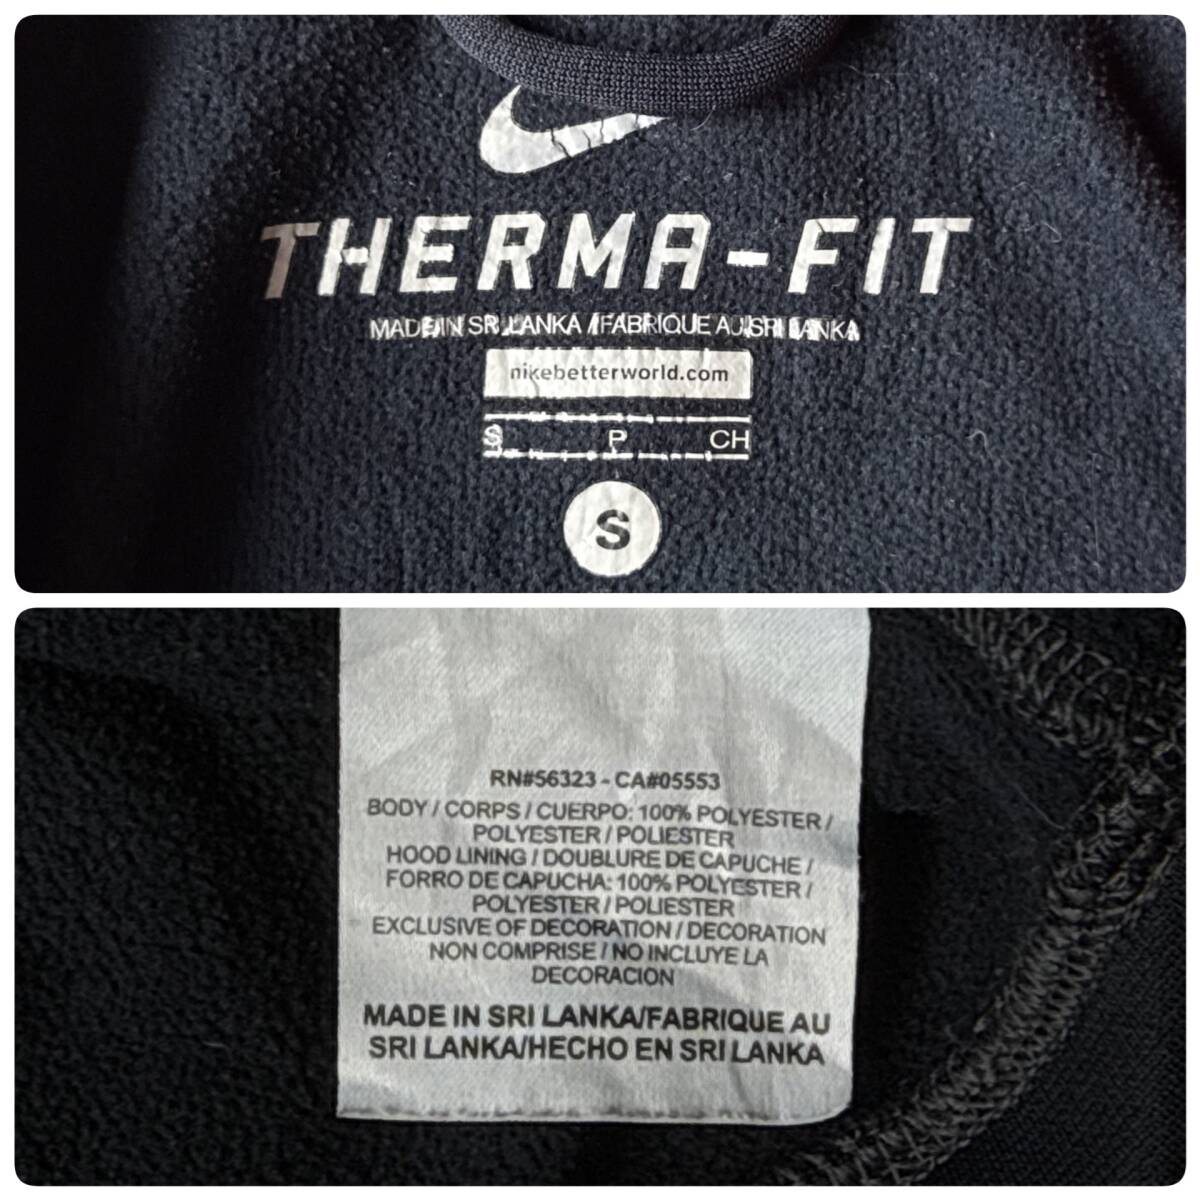 THERMA-FIT
MADE IN SRI LANKA / FABRIQUE AU SRI LANKA
nikebetterworld.com
S P CH
S
RN#56323 - CA#05553
BODY / CORPS / CUERPO: 100% POLYESTER /
POLYESTER / POLIESTER
HOOD LINING / DOUBLURE DE CAPUCHE /
FORRO DE CAPUCHA: 100% POLYESTER /
POLYESTER / POLIESTER
EXCLUSIVE OF DECORATION / DECORATION
NON COMPRISE / NO INCLUYE LA
DECORACION
MADE IN SRI LANKA/FABRIQUE AU
SRI LANKA/HECHO EN SRI LANKA